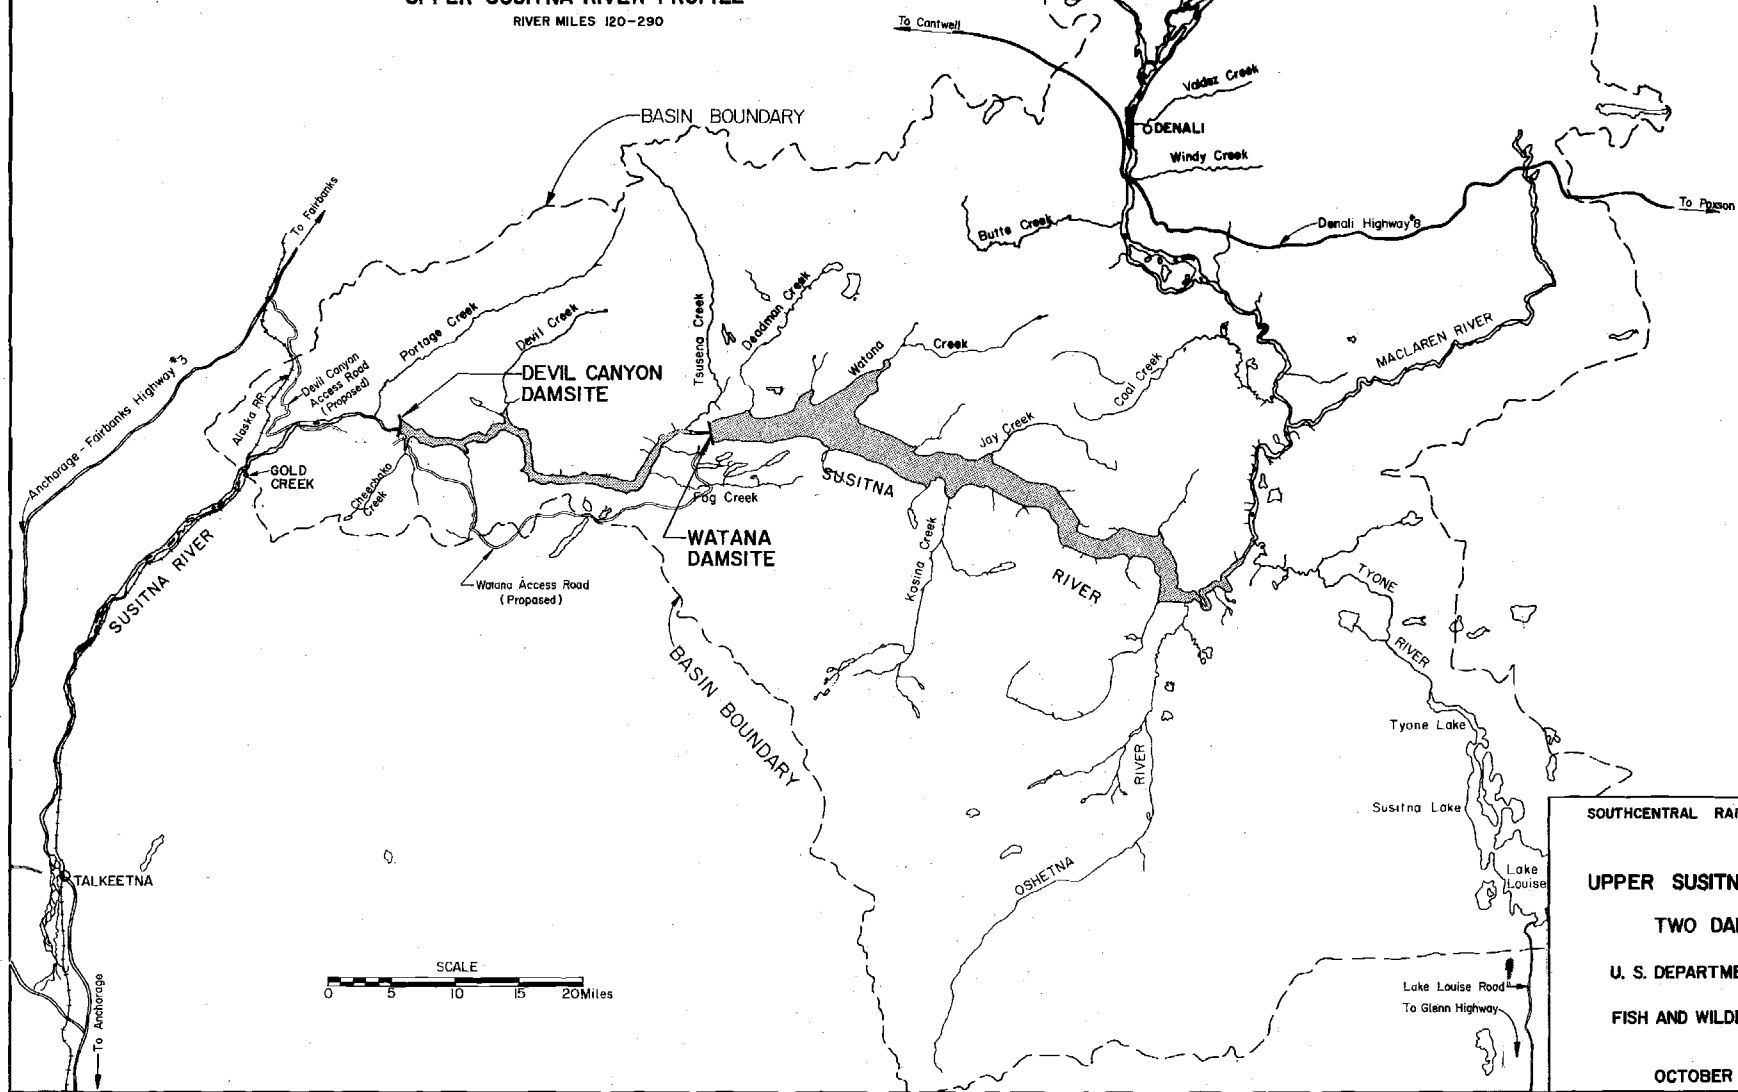 UPPER SUSITNA RIVER PROFILE
RIVER MILES 120-290
To Cantwell
Valdez Creek
BASIN BOUNDARY
DENALI
Windy Creek
To Fairbanks
To Paxson
Butte Creek
Denali Highway #8
Portage Creek
Devil Creek
Tsusena Creek
Deadman Creek
Watana Creek
MACLAREN RIVER
Anchorage - Fairbanks Highway #3
Alaska RR
Devil Canyon
Access Road
(Proposed)
DEVIL CANYON
DAMSITE
Coal Creek
Jay Creek
GOLD
CREEK
Cheechako
Creek
Fog Creek
SUSITNA RIVER
WATANA
DAMSITE
Kosina Creek
SUSITNA RIVER
Watana Access Road
(Proposed)
TYONE RIVER
BASIN BOUNDARY
Tyone Lake
Susitna Lake
OSHETNA RIVER
Lake
Louise
TALKEETNA
SCALE
0 5 10 15 20 Miles
To Anchorage
Lake Louise Road
To Glenn Highway
SOUTHCENTRAL
UPPER
TWO
U. S.
FISH AND
OCTOBER